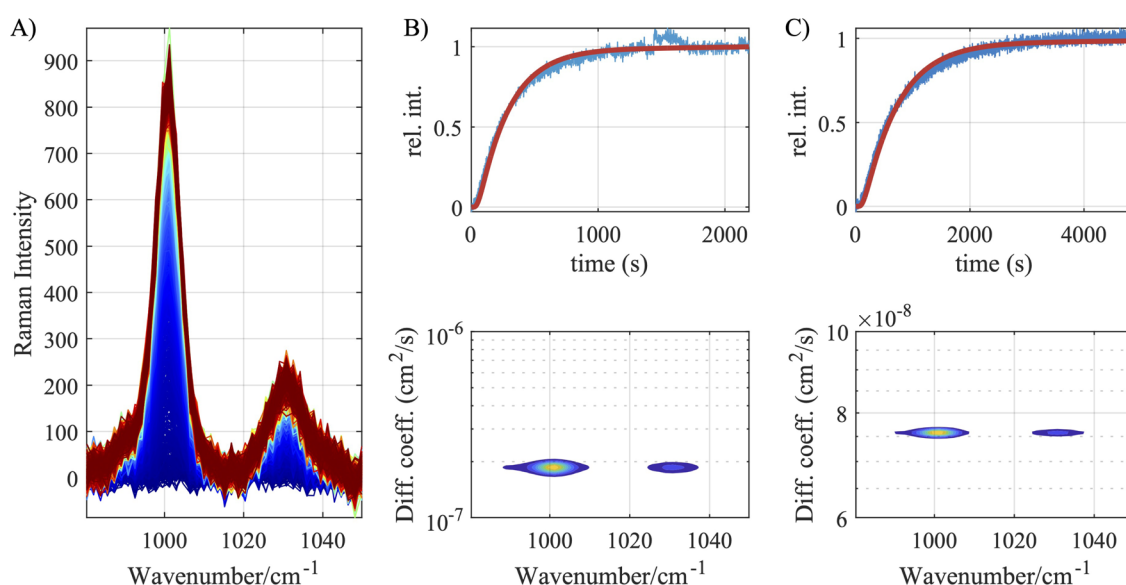 A)
900
800
700
600
500
400
300
200
100
0
Raman Intensity
1000 1020 1040
Wavenumber/cm-1
B)
1
0.5
0
rel. int.
0 1000 2000
time (s)
10-6
10-7
Diff. coeff. (cm2/s)
1000 1020 1040
Wavenumber/cm-1
C)
1
0.5
0
rel. int.
0 2000 4000
time (s)
×10-8
10
8
6
Diff. coeff. (cm2/s)
1000 1020 1040
Wavenumber/cm-1